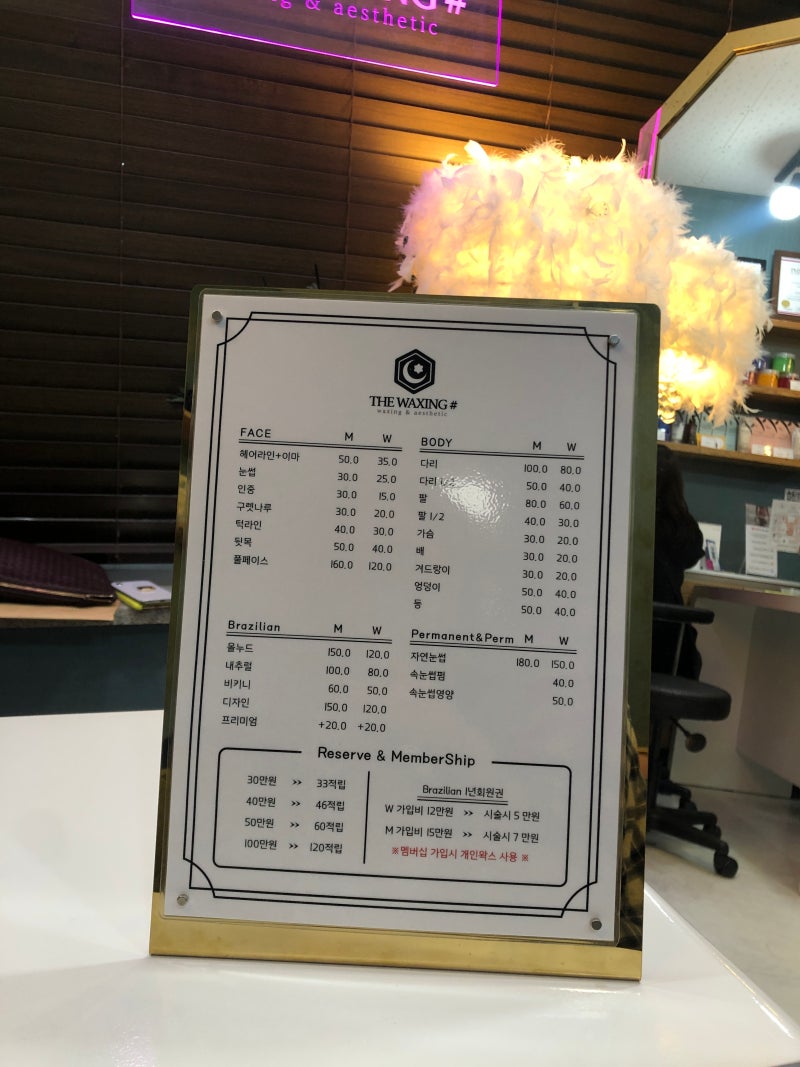 & aesthetic
THE WAXING #
waxing & aesthetic
FACE M W
헤어라인+이마 50.0 35.0
눈썹 30.0 25.0
인중 30.0 15.0
구렛나루 30.0 20.0
턱라인 40.0 30.0
뒷목 50.0 40.0
풀페이스 160.0 120.0
BODY M W
다리 100.0 80.0
다리 1/2 50.0 40.0
팔 80.0 60.0
팔 1/2 40.0 30.0
가슴 30.0 20.0
배 30.0 20.0
겨드랑이 30.0 20.0
엉덩이 50.0 40.0
등 50.0 40.0
Brazilian M W
올누드 150.0 120.0
내추럴 100.0 80.0
비키니 60.0 50.0
디자인 150.0 120.0
프리미엄 +20.0 +20.0
Permanent&Perm M W
자연눈썹 180.0 150.0
속눈썹펌 40.0
속눈썹영양 50.0
Reserve & MemberShip
30만원 >> 33적립
40만원 >> 46적립
50만원 >> 60적립
100만원 >> 120적립
Brazilian 1년회원권
W 가입비 12만원 >> 시술시 5 만원
M 가입비 15만원 >> 시술시 7 만원
※멤버십 가입시 개인왁스 사용 ※